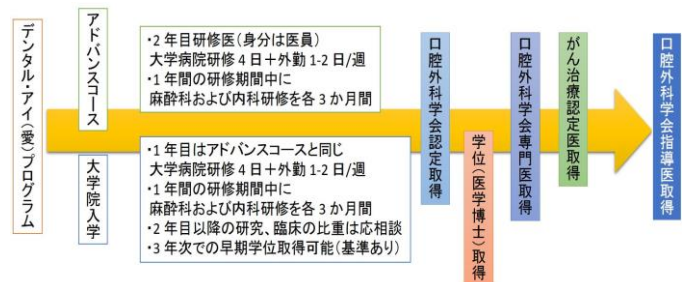 デンタル・アイ(愛)プログラム
アドバンスコース
・2年目研修医(身分は医員)
大学病院研修4日+外勤1-2日/週
・1年間の研修期間中に
麻酔科および内科研修を各3か月間
大学院入学
・1年目はアドバンスコースと同じ
大学病院研修4日+外勤1-2日/週
・1年間の研修期間中に
麻酔科および内科研修を各3か月間
・2年目以降の研究、臨床の比重は応相談
・3年次での早期学位取得可能(基準あり)
口腔外科学会認定取得
学位(医学博士)取得
口腔外科学会専門医取得
がん治療認定医取得
口腔外科学会指導医取得